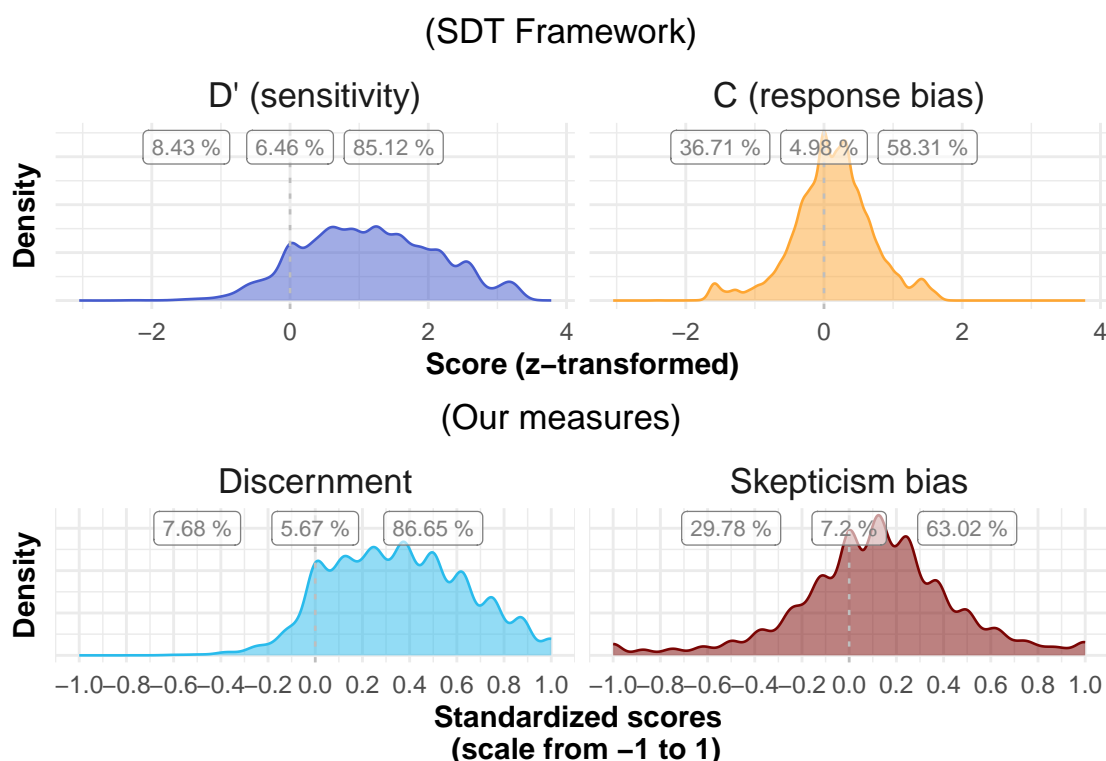 (SDT Framework)
D' (sensitivity)
C (response bias)
8.43 %
6.46 %
85.12 %
36.71 %
4.98 %
58.31 %
Density
−2
0
2
4
−2
0
2
4
Score (z−transformed)
(Our measures)
Discernment
Skepticism bias
7.68 %
5.67 %
86.65 %
29.78 %
7.2 %
63.02 %
Density
−1.0−0.8−0.6−0.4−0.2 0.0 0.2 0.4 0.6 0.8 1.0
−1.0−0.8−0.6−0.4−0.2 0.0 0.2 0.4 0.6 0.8 1.0
Standardized scores
(scale from −1 to 1)